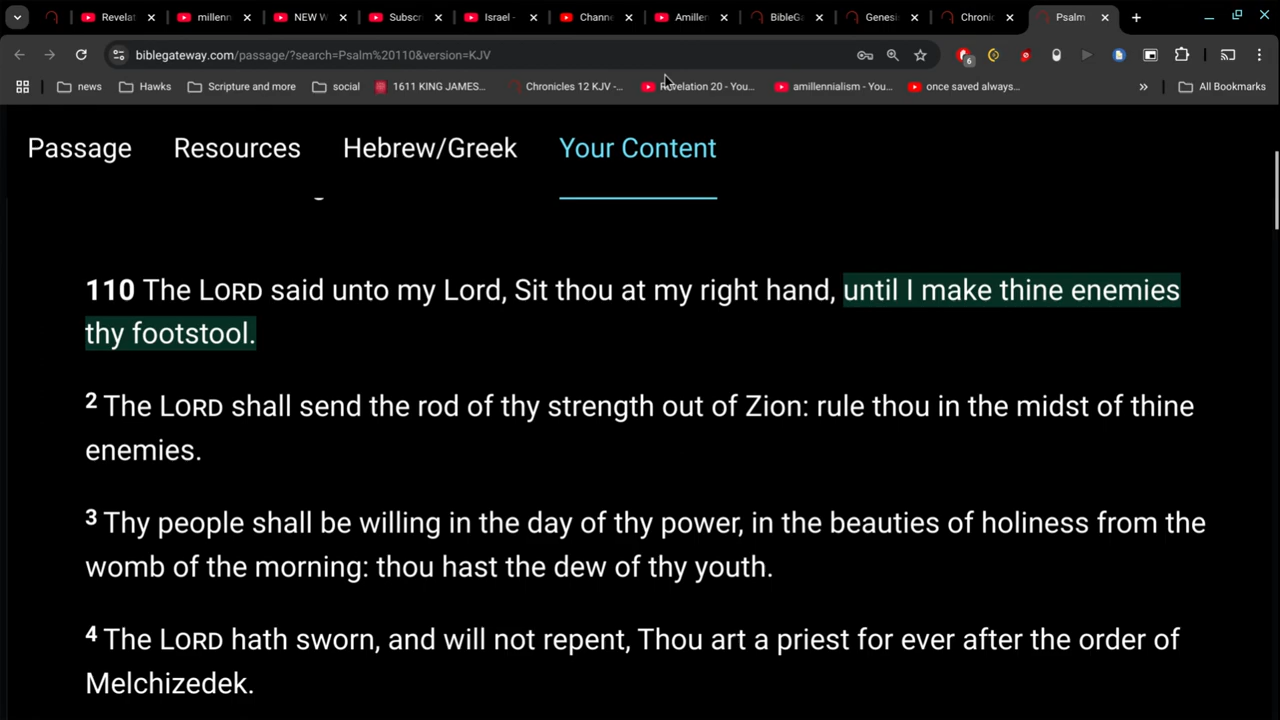 Revelat
millenn
NEW W
Subscr
Israel -
Channe
Amillen
BibleGa
Genesi
Chroni
Psalm
biblegateway.com/passage/?search=Psalm%20110&version=KJV
6
news
Hawks
Scripture and more
social
1611 KING JAMES...
Chronicles 12 KJV -...
Revelation 20 - You...
amillennialism - You...
once saved always...
All Bookmarks
Passage
Resources
Hebrew/Greek
Your Content
110 The LORD said unto my Lord, Sit thou at my right hand, until I make thine enemies
thy footstool.
2 The LORD shall send the rod of thy strength out of Zion: rule thou in the midst of thine
enemies.
3 Thy people shall be willing in the day of thy power, in the beauties of holiness from the
womb of the morning: thou hast the dew of thy youth.
4 The LORD hath sworn, and will not repent, Thou art a priest for ever after the order of
Melchizedek.